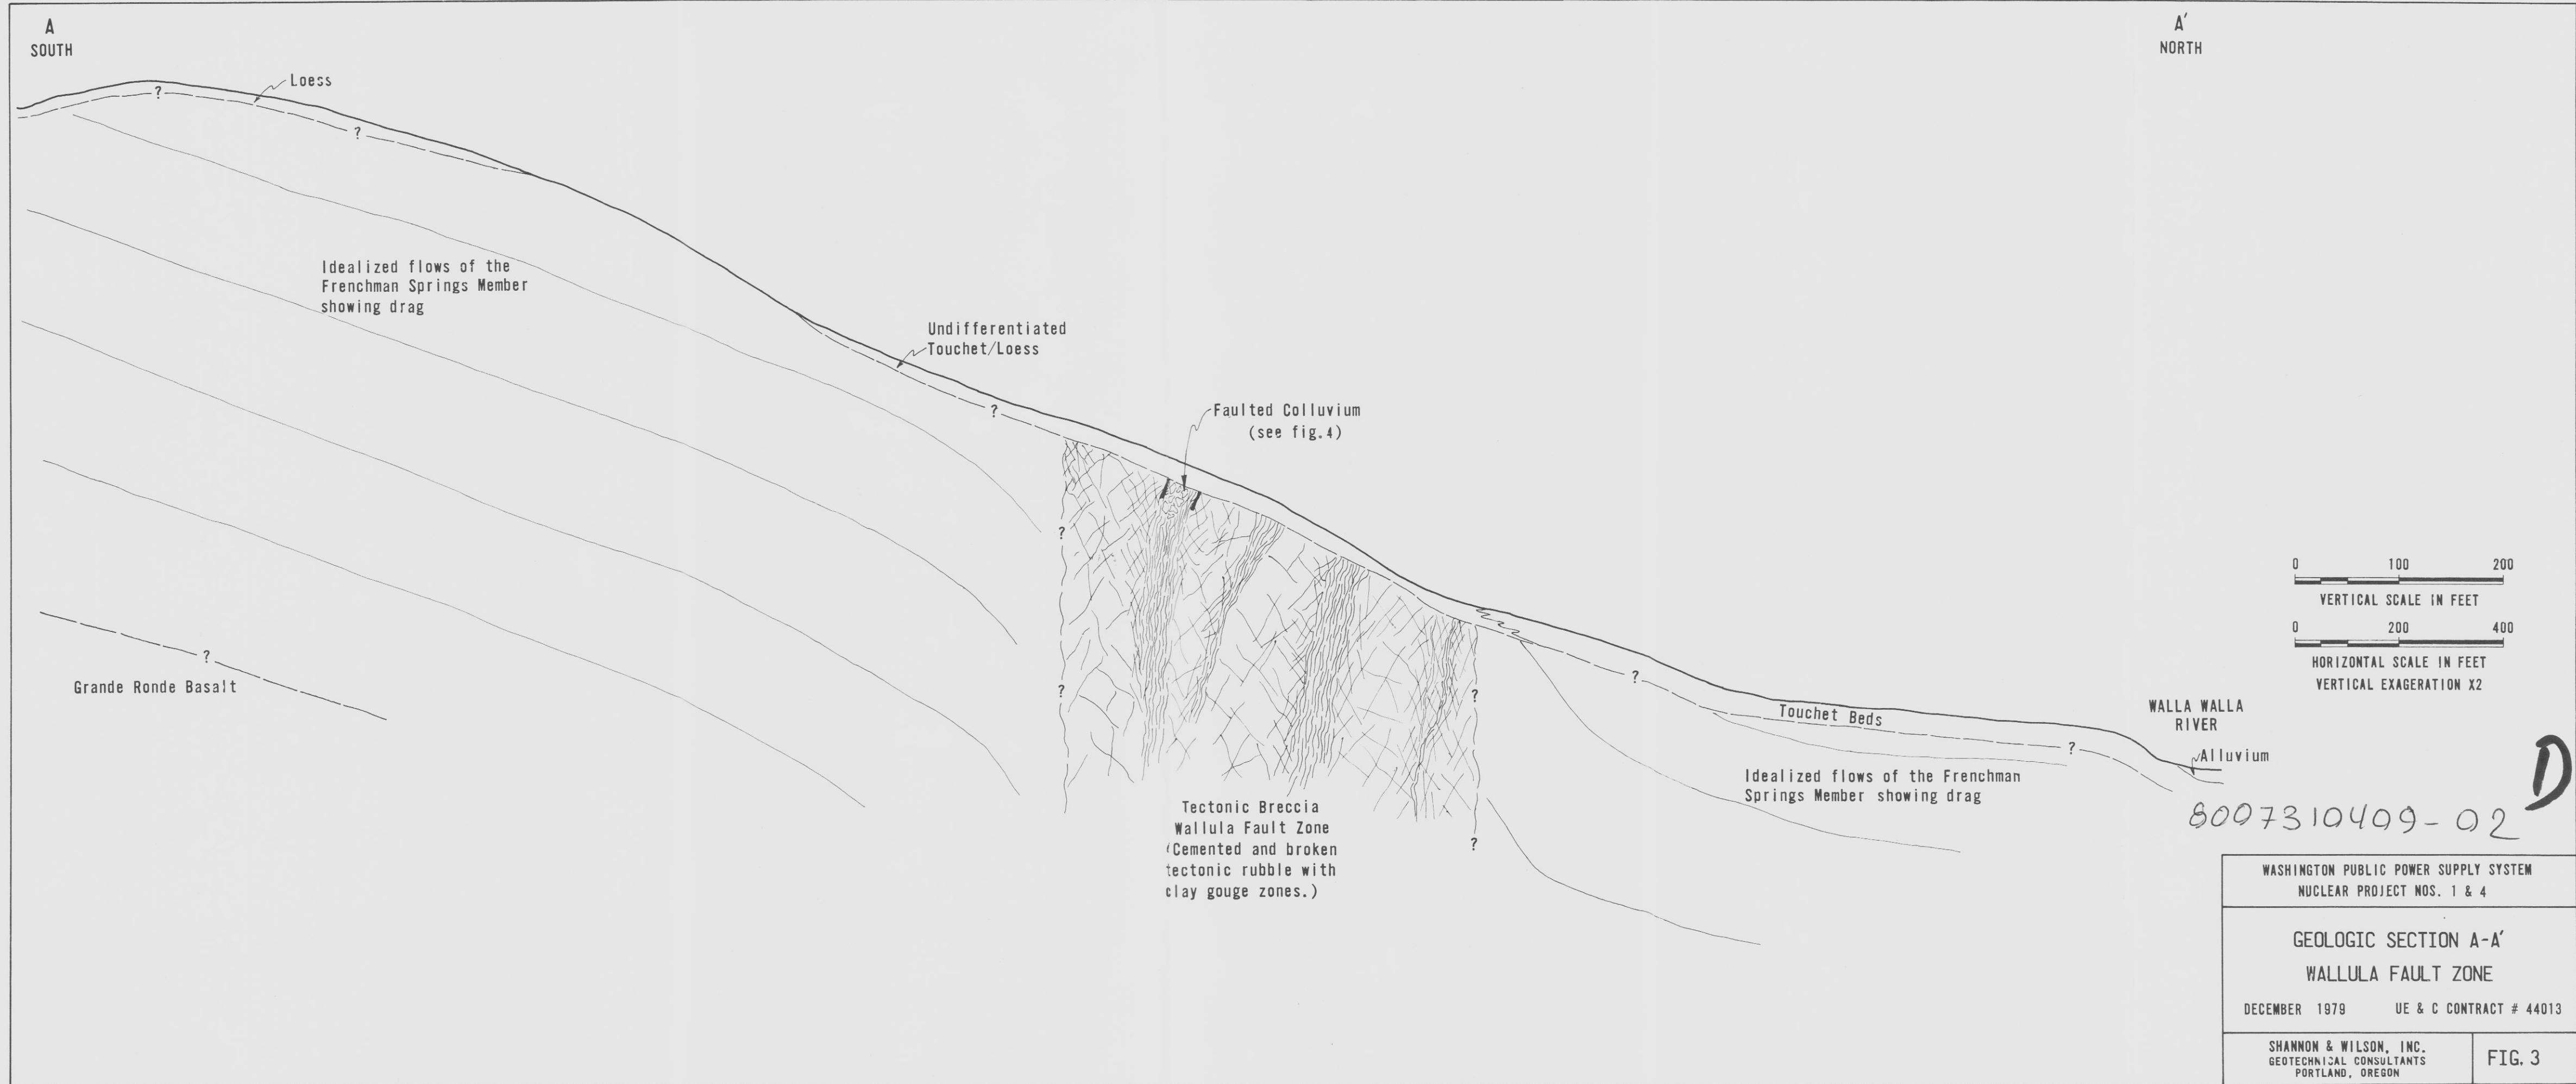 A
SOUTH
A′
NORTH
?
Loess
?
Idealized flows of the
Frenchman Springs Member
showing drag
Undifferentiated
Touchet/Loess
?
Faulted Colluvium
(see fig.4)
?
?
Grande Ronde Basalt
?
?
?
?
Tectonic Breccia
Wallula Fault Zone
(Cemented and broken
tectonic rubble with
clay gouge zones.)
Touchet Beds
?
Idealized flows of the Frenchman
Springs Member showing drag
WALLA WALLA
RIVER
Alluvium
0 100 200
VERTICAL SCALE IN FEET
0 200 400
HORIZONTAL SCALE IN FEET
VERTICAL EXAGERATION X2
D
8007310409-02
WASHINGTON PUBLIC POWER SUPPLY SYSTEM
NUCLEAR PROJECT NOS. 1 & 4
GEOLOGIC SECTION A-A′
WALLULA FAULT ZONE
DECEMBER 1979 UE & C CONTRACT # 44013
SHANNON & WILSON, INC.
GEOTECHNICAL CONSULTANTS
PORTLAND, OREGON
FIG. 3